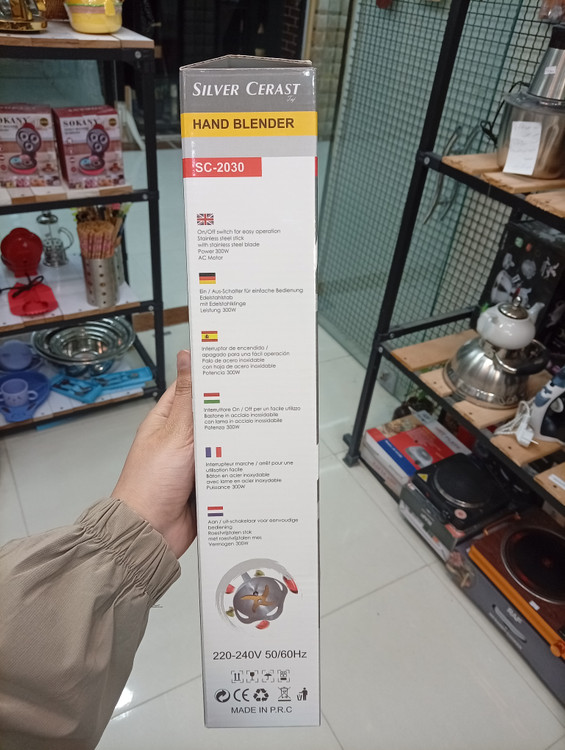 SILVER CERAST
HAND BLENDER
SC-2030
On/Off switch for easy operation
Stainless steel stick
with stainless steel blade
Power 300W
AC Motor
Ein / Aus-Schalter für einfache Bedienung
Edelstahlstab
mit Edelstahlklinge
Leistung 300W
Interruptor de encendido /
apagado para una fácil operación
Palo de acero inoxidable
con hoja de acero inoxidable
Potencia 300W
Interruttore On / Off per un facile utilizzo
Bastone in acciaio inossidabile
con lama in acciaio inossidabile
Potenza 300W
Interrupteur marche / arrêt pour une
utilisation facile
Bâton en acier inoxydable
avec lame en acier inoxydable
Puissance 300W
Aan / uit-schakelaar voor eenvoudige
bediening
Roestvrijstalen stick
met roestvrijstalen mes
Vermogen 300W
220-240V 50/60Hz
CE
MADE IN P.R.C
SOKANY
SOKANY